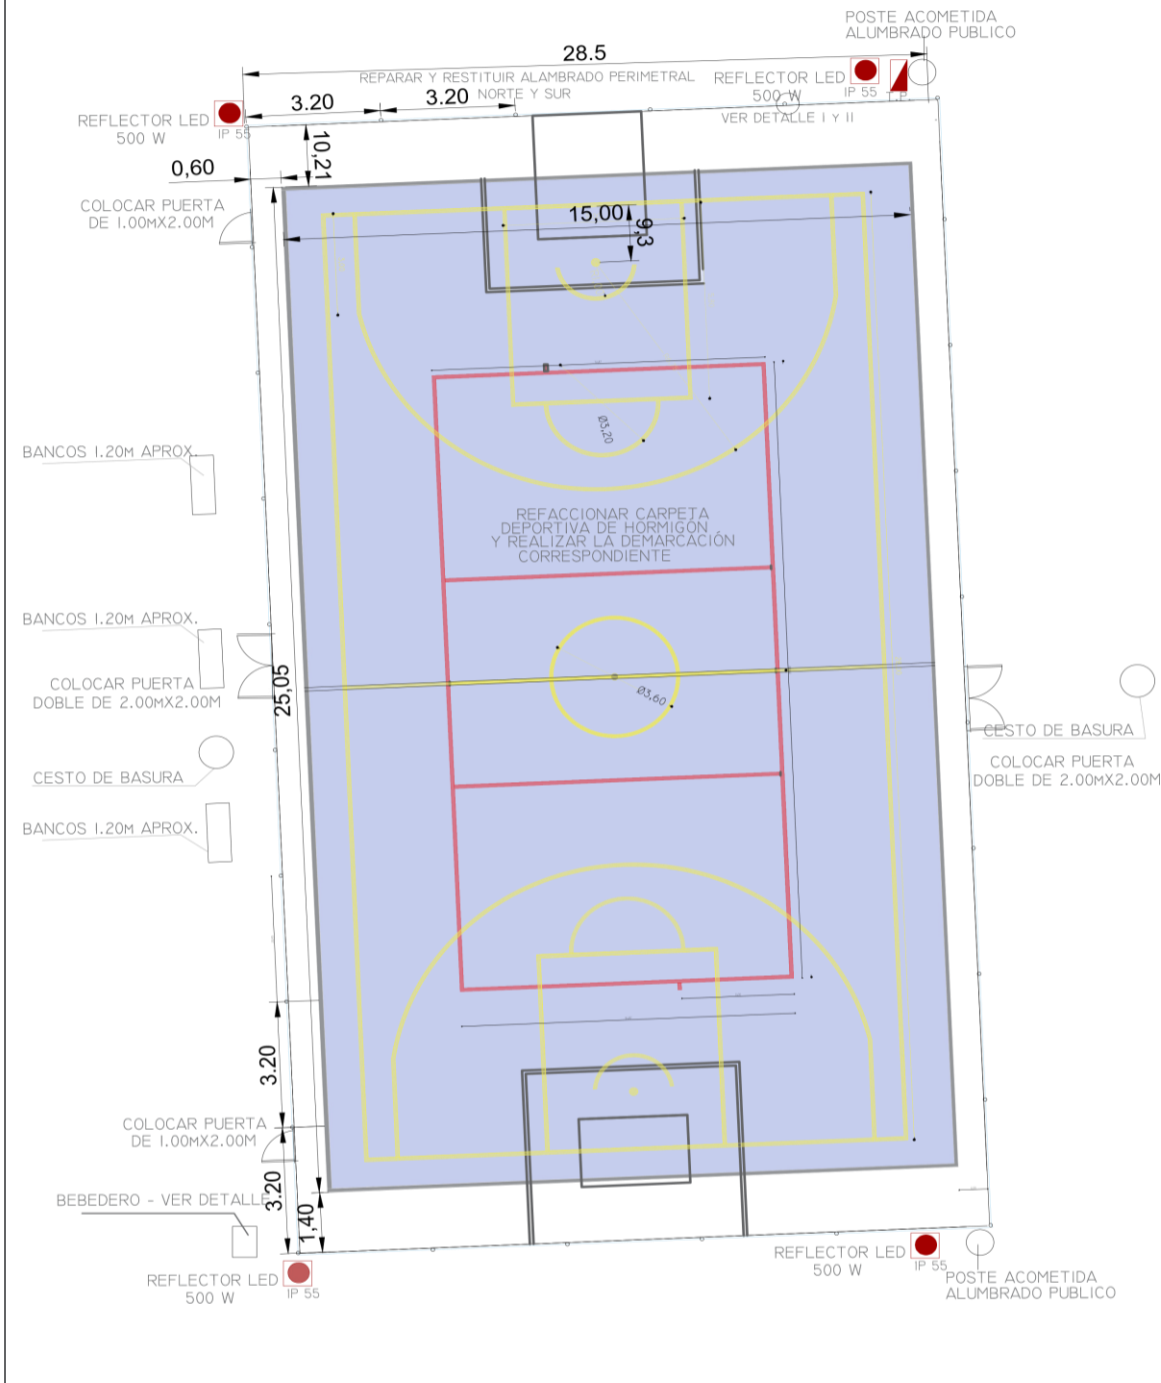 POSTE ACOMETIDA
ALUMBRADO PUBLICO
28.5
REPARAR Y RESTITUIR ALAMBRADO PERIMETRAL
NORTE Y SUR
REFLECTOR LED
500 W
IP 55
T.P
3.20
3.20
VER DETALLE I Y II
REFLECTOR LED
500 W
IP 55
10,21
0,60
COLOCAR PUERTA
DE 1.00MX2.00M
15,00
9,3
Ø3,20
BANCOS 1.20M APROX.
REFACCIONAR CARPETA
DEPORTIVA DE HORMIGÓN
Y REALIZAR LA DEMARCACIÓN
CORRESPONDIENTE
BANCOS 1.20M APROX.
COLOCAR PUERTA
DOBLE DE 2.00MX2.00M
25,05
Ø3,60
CESTO DE BASURA
COLOCAR PUERTA
DOBLE DE 2.00MX2.00M
CESTO DE BASURA
BANCOS 1.20M APROX.
3.20
COLOCAR PUERTA
DE 1.00MX2.00M
3.20
1,40
BEBEDERO - VER DETALLE
REFLECTOR LED
500 W
IP 55
REFLECTOR LED
500 W
IP 55
POSTE ACOMETIDA
ALUMBRADO PUBLICO